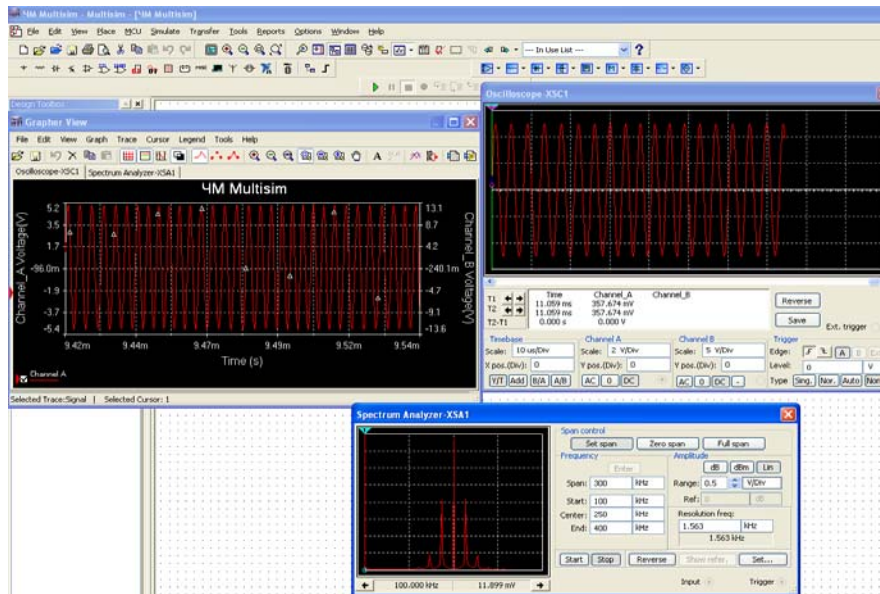 ЧМ Multisim - Multisim - [ЧМ Multisim]
File Edit View Place MCU Simulate Transfer Tools Reports Options Window Help
--- In Use List ---
Design Toolbox
Grapher View
File Edit View Graph Trace Cursor Legend Tools Help
Oscilloscope-XSC1 Spectrum Analyzer-XSA1
ЧМ Multisim
Channel_A Voltage(V)
5.2
3.5
1.7
-96.0m
-1.9
-3.7
-5.4
13.1
8.7
4.2
-240.1m
-4.7
-9.1
-13.6
Channel_B Voltage(V)
9.42m 9.44m 9.47m 9.49m 9.52m 9.54m
Time (s)
Channel A
Selected Trace:Signal Selected Cursor: 1
Oscilloscope-XSC1
Time Channel_A Channel_B
T1 11.059 ms 357.674 mV
T2 11.059 ms 357.674 mV
T2-T1 0.000 s 0.000 V
Reverse
Save
Ext. trigger
Timebase
Scale: 10 us/Div
X pos.(Div): 0
Y/T Add B/A A/B
Channel A
Scale: 2 V/Div
Y pos.(Div): 0
AC 0 DC
Channel B
Scale: 5 V/Div
Y pos.(Div): 0
AC 0 DC -
Trigger
Edge: A B
Level: 0 V
Type Sing. Nor. Auto
Spectrum Analyzer-XSA1
Span control
Set span Zero span Full span
Frequency
Enter
Span: 300 kHz
Start: 100 kHz
Center: 250 kHz
End: 400 kHz
Amplitude
dB dBm Lin
Range: 0.5 V/Div
Ref: 0 dB
Resolution freq:
1.563 kHz
1.563 kHz
Start Stop Reverse Show refer. Set...
100.000 kHz 11.899 mV
Input Trigger